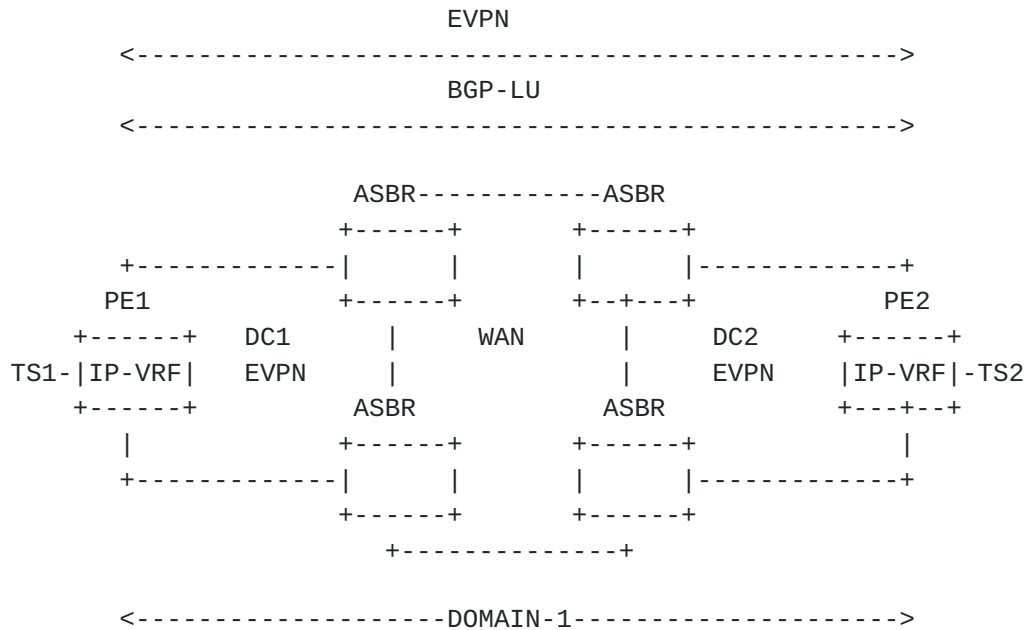 EVPN
<------------------------------------------------->
BGP-LU
<------------------------------------------------->
ASBR------------ASBR
+------+ +------+
+-------------| | | |-------------+
PE1 +------+ +--+---+ PE2
+------+ DC1 | WAN | DC2 +------+
TS1-|IP-VRF| EVPN | | EVPN |IP-VRF|-TS2
+------+ ASBR ASBR +---+--+
| +------+ +------+ |
+-------------| | | |-------------+
+------+ +------+
+--------------+
<--------------------DOMAIN-1--------------------->